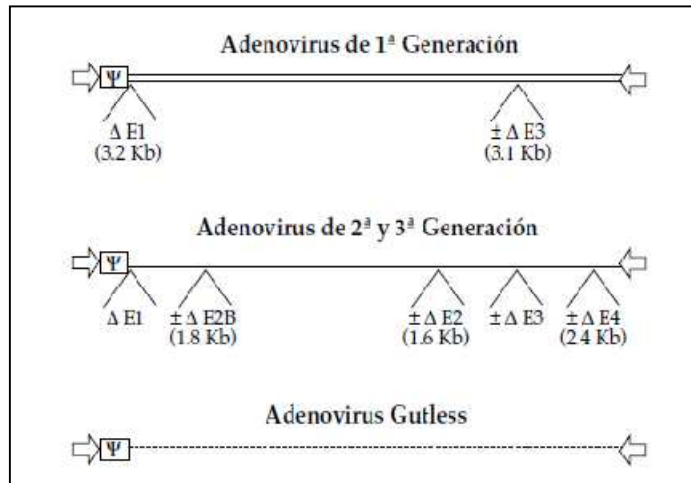 Adenovirus de 1ª Generación
Ψ
Δ E1
(3.2 Kb)
± Δ E3
(3.1 Kb)
Adenovirus de 2ª y 3ª Generación
Ψ
Δ E1
± Δ E2B
(1.8 Kb)
± Δ E2
(1.6 Kb)
± Δ E3
± Δ E4
(2.4 Kb)
Adenovirus Gutless
Ψ